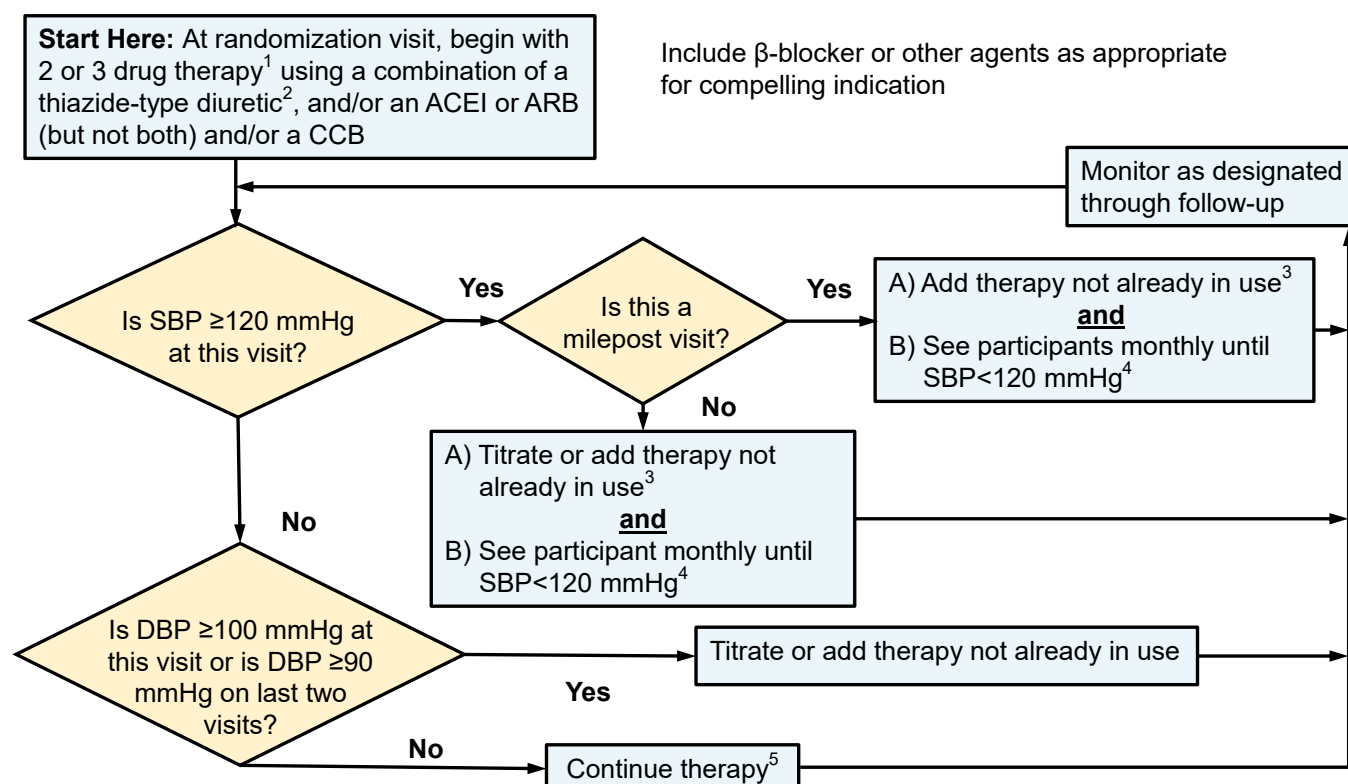 Start Here: At randomization visit, begin with
2 or 3 drug therapy1 using a combination of a
thiazide-type diuretic2, and/or an ACEI or ARB
(but not both) and/or a CCB
Include β-blocker or other agents as appropriate
for compelling indication
Monitor as designated
through follow-up
Is SBP ≥120 mmHg
at this visit?
Yes
Is this a
milepost visit?
Yes
A) Add therapy not already in use3
and
B) See participants monthly until
SBP<120 mmHg4
No
A) Titrate or add therapy not
already in use3
and
B) See participant monthly until
SBP<120 mmHg4
No
Is DBP ≥100 mmHg at
this visit or is DBP ≥90
mmHg on last two
visits?
Yes
Titrate or add therapy not already in use
No
Continue therapy5